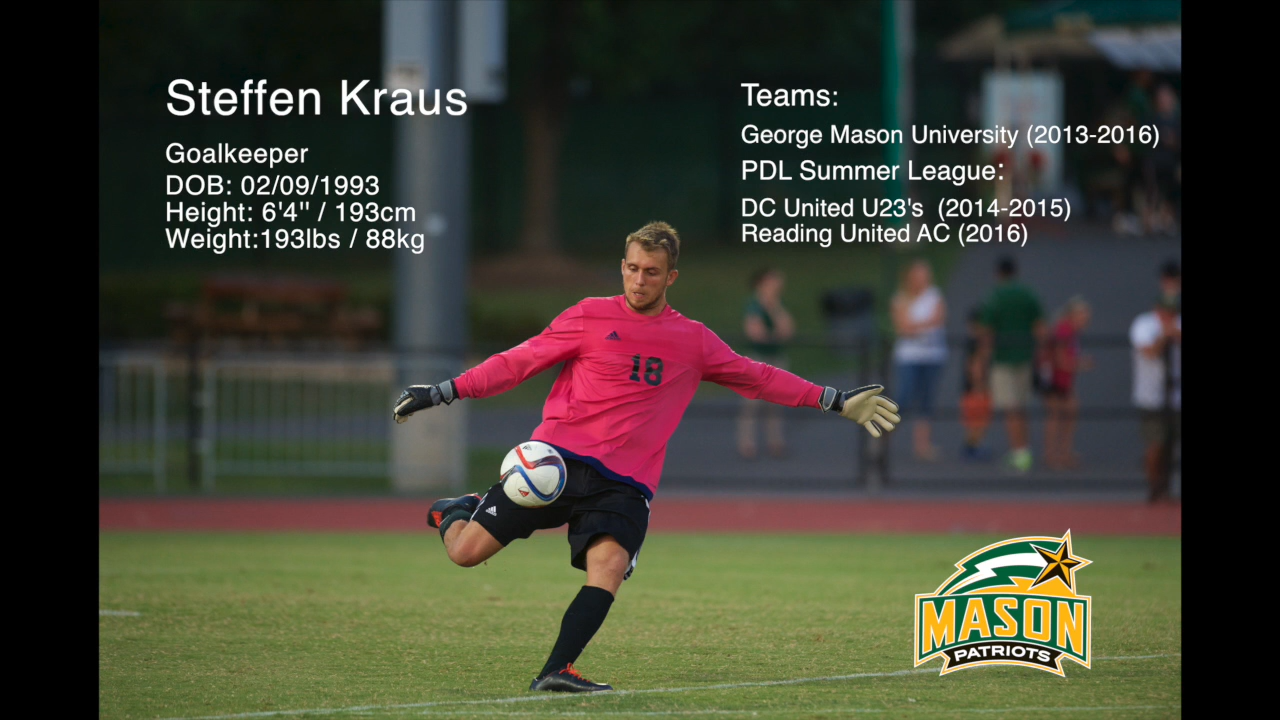 Steffen Kraus
Goalkeeper
DOB: 02/09/1993
Height: 6'4" / 193cm
Weight:193lbs / 88kg
Teams:
George Mason University (2013-2016)
PDL Summer League:
DC United U23's (2014-2015)
Reading United AC (2016)
18
MASON
PATRIOTS